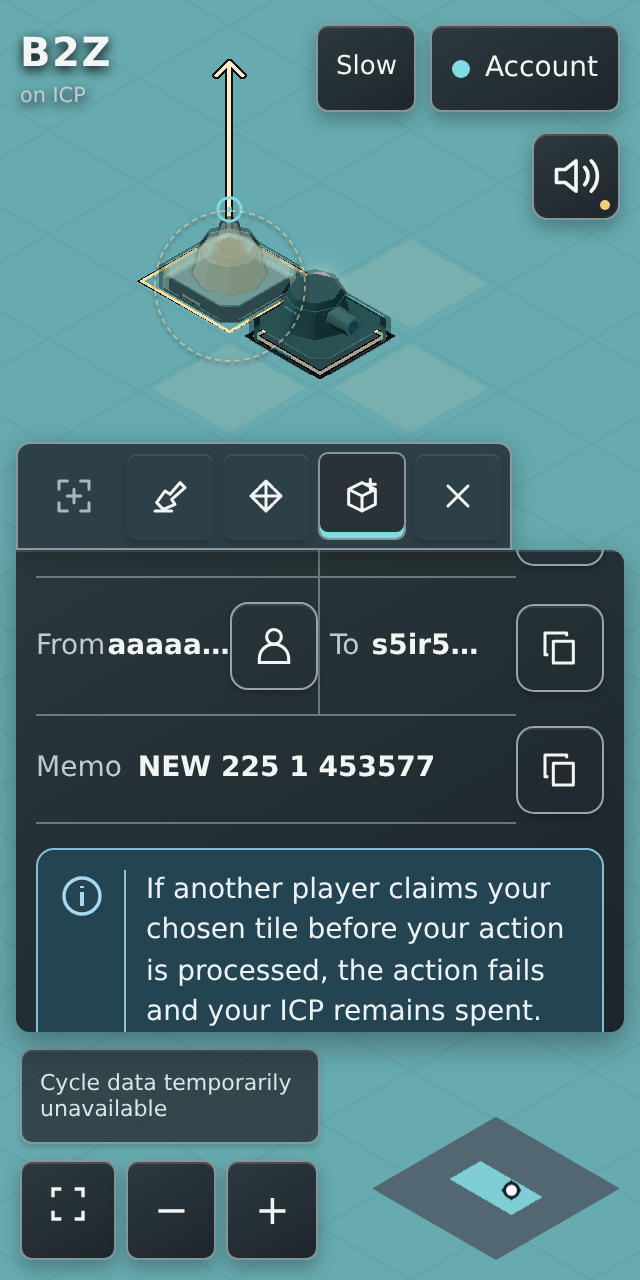 B2Z
on ICP
Slow
Account
From aaaaa...
To s5ir5...
Memo NEW 225 1 453577
If another player claims your
chosen tile before your action
is processed, the action fails
and your ICP remains spent.
Cycle data temporarily
unavailable